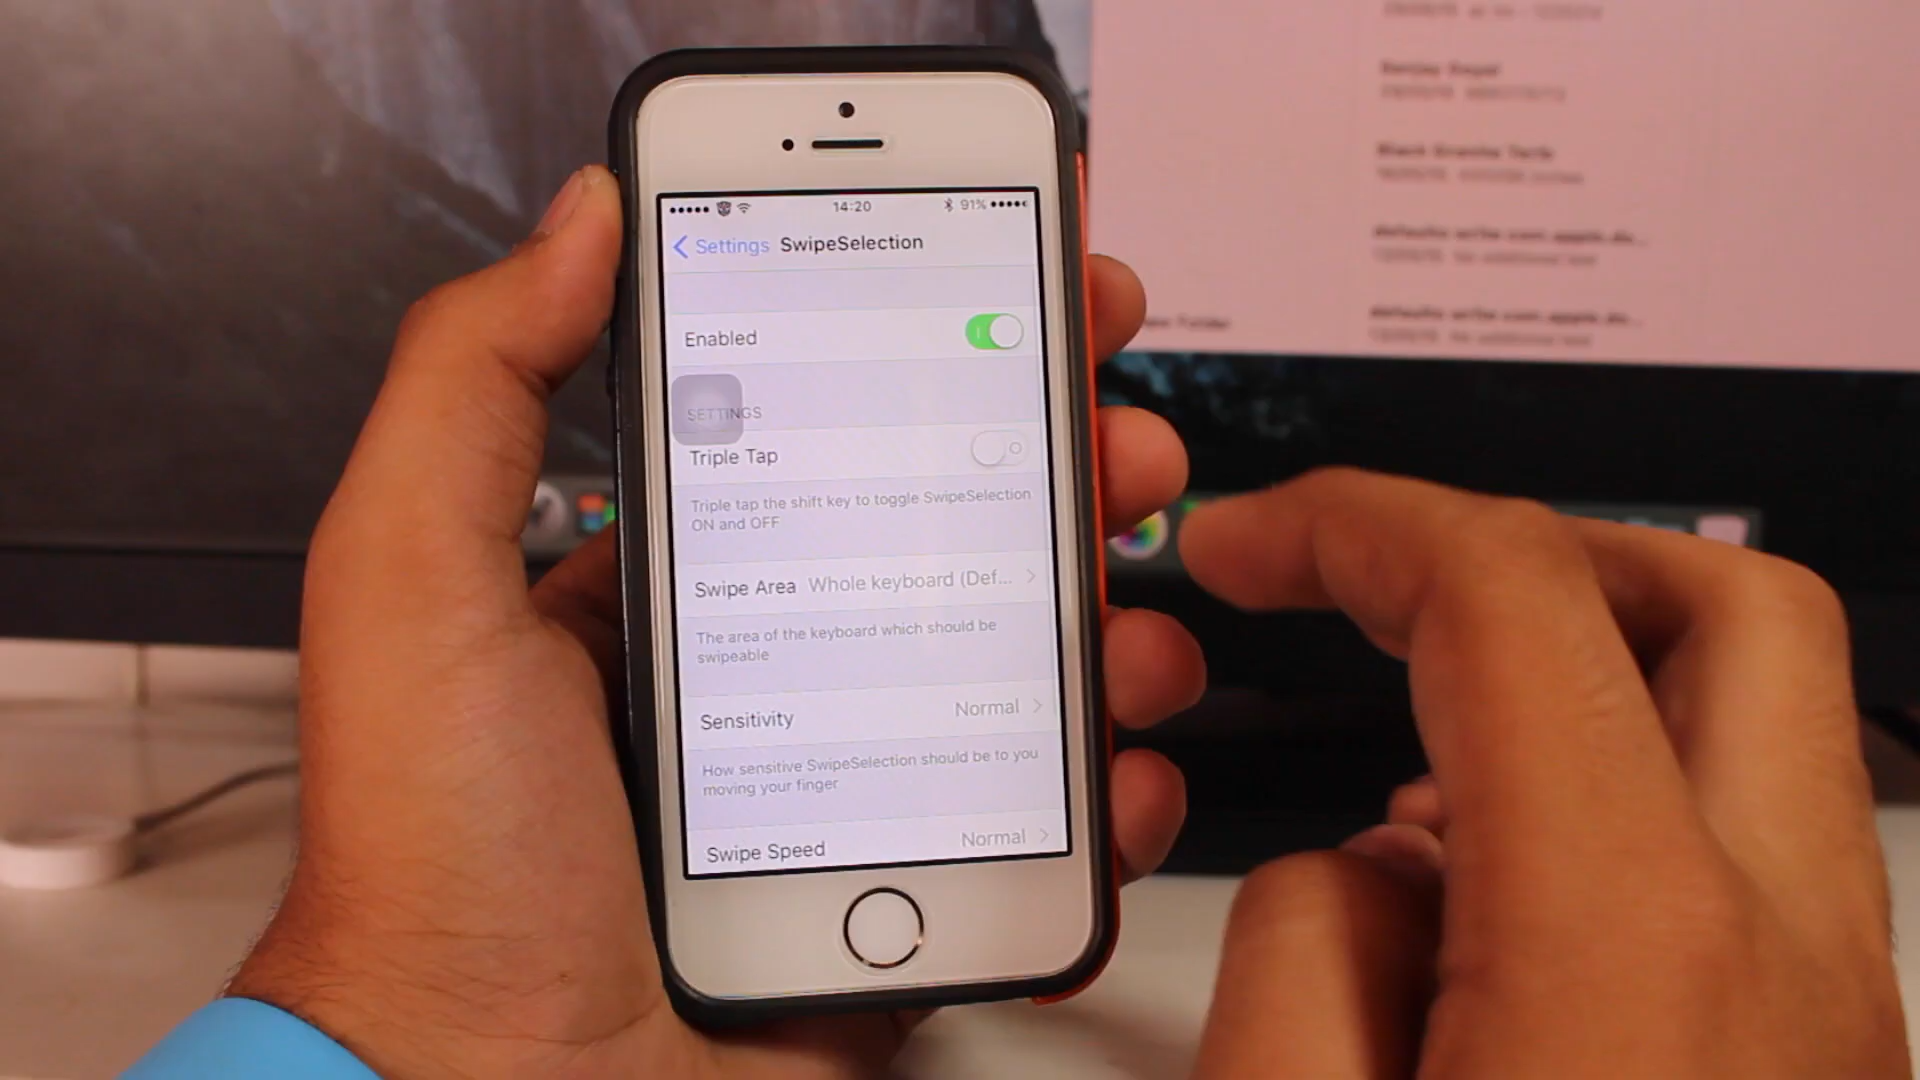 14:20
91%
Settings SwipeSelection
Enabled
SETTINGS
Triple Tap
Triple tap the shift key to toggle SwipeSelection
ON and OFF
Swipe Area Whole keyboard (Def...
The area of the keyboard which should be
swipeable
Sensitivity Normal
How sensitive SwipeSelection should be to you
moving your finger
Swipe Speed Normal